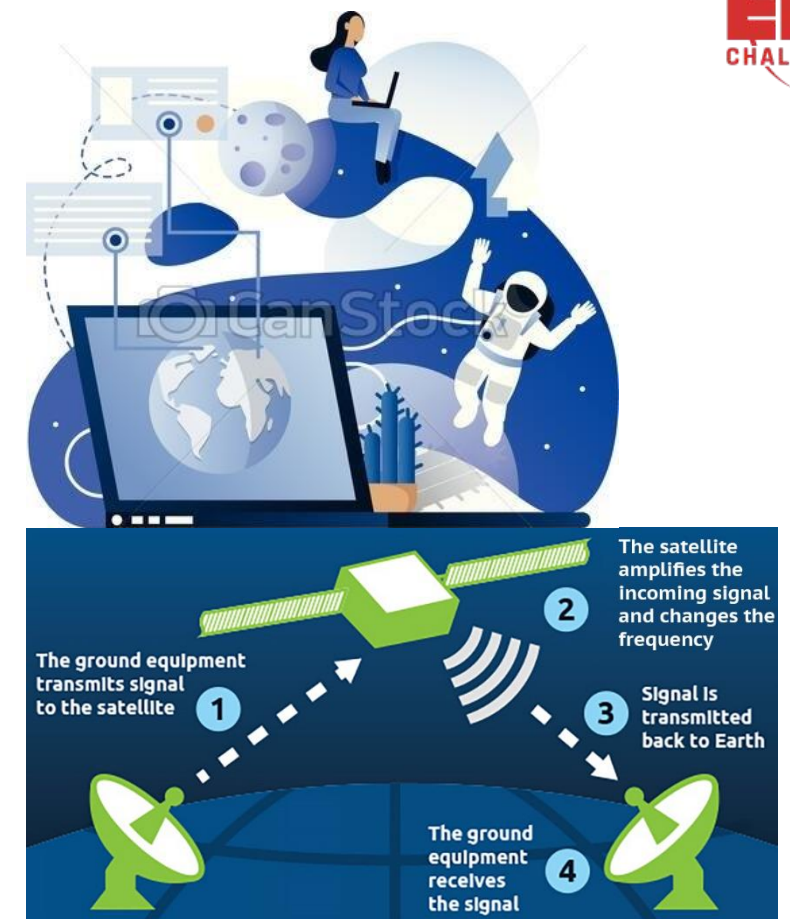 CHAL
CanStock
The satellite
amplifies the
incoming signal
and changes the
frequency
2
The ground equipment
transmits signal
to the satellite
1
3
Signal is
transmitted
back to Earth
The ground
equipment
receives
the signal
4